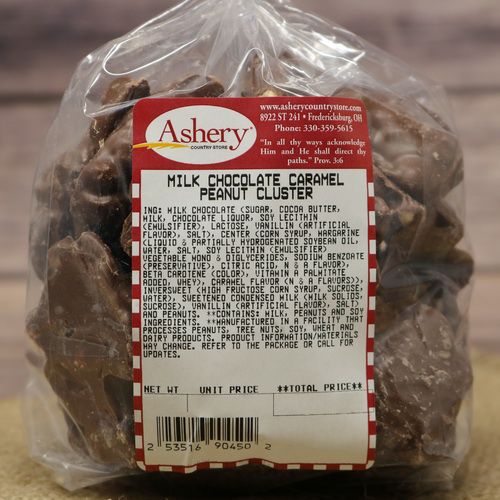 Ashery
COUNTRY STORE
www.asherycountrystore.com
8922 ST 241 • Fredericksburg, OH
Phone: 330-359-5615
"In all thy ways acknowledge
Him and He shall direct thy
paths." Prov. 3:6
MILK CHOCOLATE CARAMEL
PEANUT CLUSTER
ING: MILK CHOCOLATE (SUGAR, COCOA BUTTER,
MILK, CHOCOLATE LIQUOR, SOY LECITHIN
(EMULSIFIER), LACTOSE, VANILLIN (ARTIFICIAL
FLAVOR), SALT), CENTER (CORN SYRUP, MARGARINE
(LIQUID & PARTIALLY HYDROGENATED SOYBEAN OIL,
WATER, SALT, SOY LECITHIN (EMULSIFIER)
VEGETABLE MONO & DIGLYCERIDES, SODIUM BENZOATE
(PRESERVATIVE), CITRIC ACID, N & A FLAVOR),
BETA CAROTENE (COLOR), VITAMIN A PALMITATE
ADDED, WHEY), CARAMEL FLAVOR (N & A FLAVORS)),
INVERSWEET (HIGH FRUCTOSE CORN SYRUP, SUCROSE,
WATER), SWEETENED CONDENSED MILK (MILK SOLIDS,
SUCROSE), VANILLIN (ARTIFICIAL FLAVOR), SALT)
AND PEANUTS. **CONTAINS: MILK, PEANUTS AND SOY
INGREDIENTS. **MANUFACTURED IN A FACILITY THAT
PROCESSES PEANUTS, TREE NUTS, SOY, WHEAT AND
DAIRY PRODUCTS. PRODUCT INFORMATION/MATERIALS
MAY CHANGE. REFER TO THE PACKAGE OR CALL FOR
UPDATES.
NET WT UNIT PRICE **TOTAL PRICE**
2 53516 90450 2